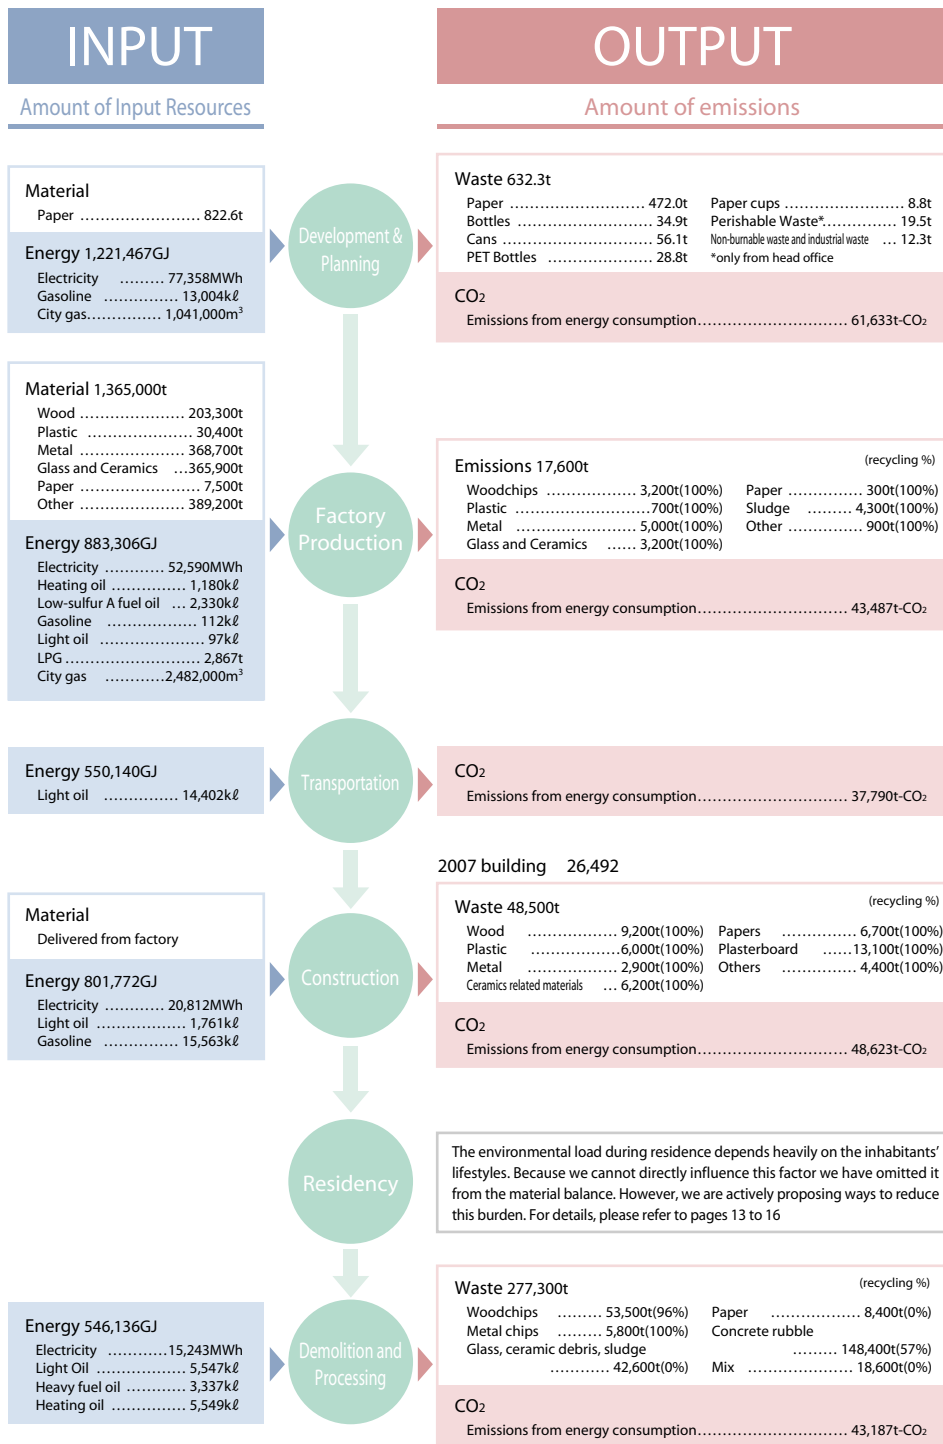 INPUT
Amount of Input Resources
OUTPUT
Amount of emissions
Material
Paper ........................ 822.6t
Energy 1,221,467GJ
Electricity ......... 77,358MWh
Gasoline ............... 13,004kℓ
City gas............... 1,041,000m³
Development &
Planning
Waste 632.3t
Paper ........................... 472.0t
Bottles ........................... 34.9t
Cans .............................. 56.1t
PET Bottles ..................... 28.8t
Paper cups ........................ 8.8t
Perishable Waste*............... 19.5t
Non-burnable waste and industrial waste ... 12.3t
*only from head office
CO₂
Emissions from energy consumption.............................. 61,633t-CO₂
Material 1,365,000t
Wood ..................... 203,300t
Plastic ..................... 30,400t
Metal ...................... 368,700t
Glass and Ceramics ...365,900t
Paper ........................ 7,500t
Other ...................... 389,200t
Energy 883,306GJ
Electricity ............ 52,590MWh
Heating oil ............... 1,180kℓ
Low-sulfur A fuel oil ... 2,330kℓ
Gasoline .................. 112kℓ
Light oil ..................... 97kℓ
LPG........................... 2,867t
City gas ............2,482,000m³
Factory
Production
Emissions 17,600t
(recycling %)
Woodchips .................. 3,200t(100%)
Plastic ...........................700t(100%)
Metal ........................ 5,000t(100%)
Glass and Ceramics ...... 3,200t(100%)
Paper ............... 300t(100%)
Sludge ......... 4,300t(100%)
Other ............... 900t(100%)
CO₂
Emissions from energy consumption.............................. 43,487t-CO₂
Energy 550,140GJ
Light oil ............... 14,402kℓ
Transportation
CO₂
Emissions from energy consumption.............................. 37,790t-CO₂
2007 building 26,492
Material
Delivered from factory
Energy 801,772GJ
Electricity ............ 20,812MWh
Light oil .................. 1,761kℓ
Gasoline ............... 15,563kℓ
Construction
Waste 48,500t
(recycling %)
Wood .................. 9,200t(100%)
Plastic ..................6,000t(100%)
Metal .................. 2,900t(100%)
Ceramics related materials ... 6,200t(100%)
Papers ............... 6,700t(100%)
Plasterboard ......13,100t(100%)
Others ............... 4,400t(100%)
CO₂
Emissions from energy consumption.............................. 48,623t-CO₂
Residency
The environmental load during residence depends heavily on the inhabitants'
lifestyles. Because we cannot directly influence this factor we have omitted it
from the material balance. However, we are actively proposing ways to reduce
this burden. For details, please refer to pages 13 to 16
Energy 546,136GJ
Electricity ............15,243MWh
Light Oil .................. 5,547kℓ
Heavy fuel oil ............ 3,337kℓ
Heating oil ............... 5,549kℓ
Demolition and
Processing
Waste 277,300t
(recycling %)
Woodchips ......... 53,500t(96%)
Metal chips ......... 5,800t(100%)
Glass, ceramic debris, sludge
............ 42,600t(0%)
Paper .................. 8,400t(0%)
Concrete rubble
......... 148,400t(57%)
Mix ..................... 18,600t(0%)
CO₂
Emissions from energy consumption.............................. 43,187t-CO₂